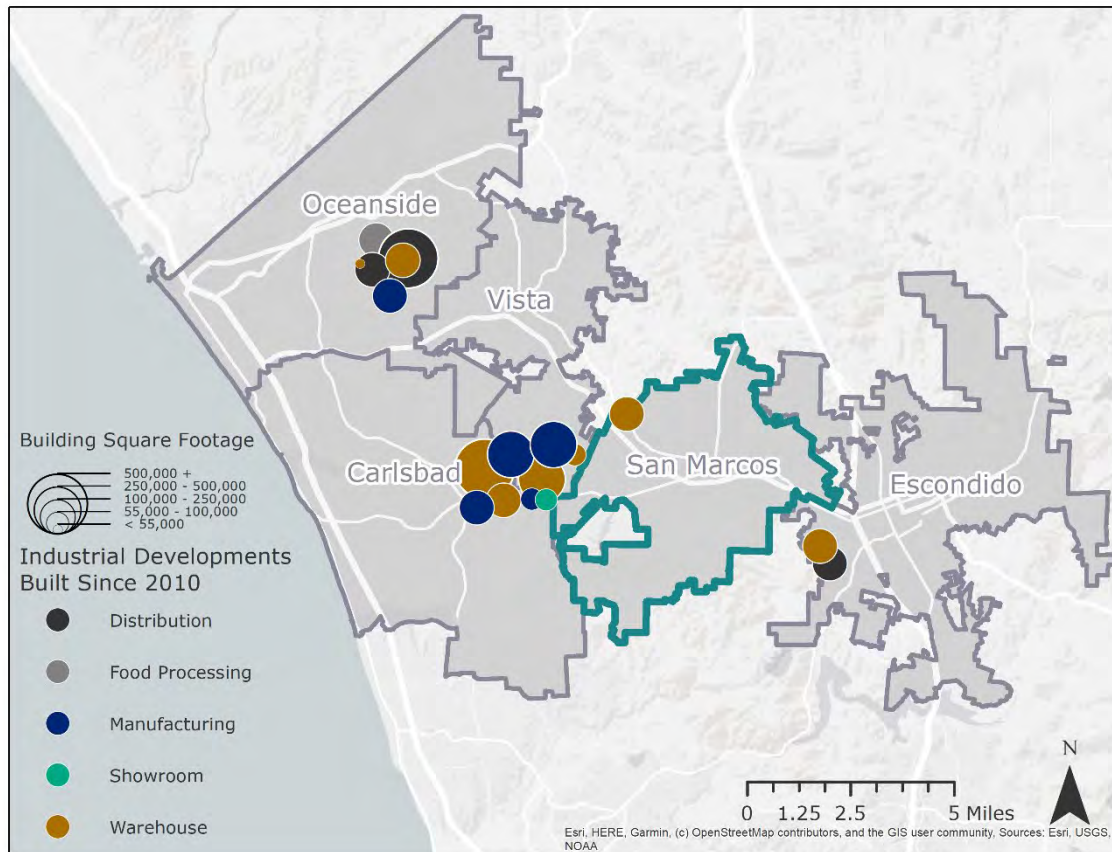 Oceanside
Vista
Carlsbad
San Marcos
Escondido
Building Square Footage
500,000 +
250,000 - 500,000
100,000 - 250,000
55,000 - 100,000
< 55,000
Industrial Developments
Built Since 2010
Distribution
Food Processing
Manufacturing
Showroom
Warehouse
N
0 1.25 2.5 5 Miles
Esri, HERE, Garmin, (c) OpenStreetMap contributors, and the GIS user community, Sources: Esri, USGS,
NOAA